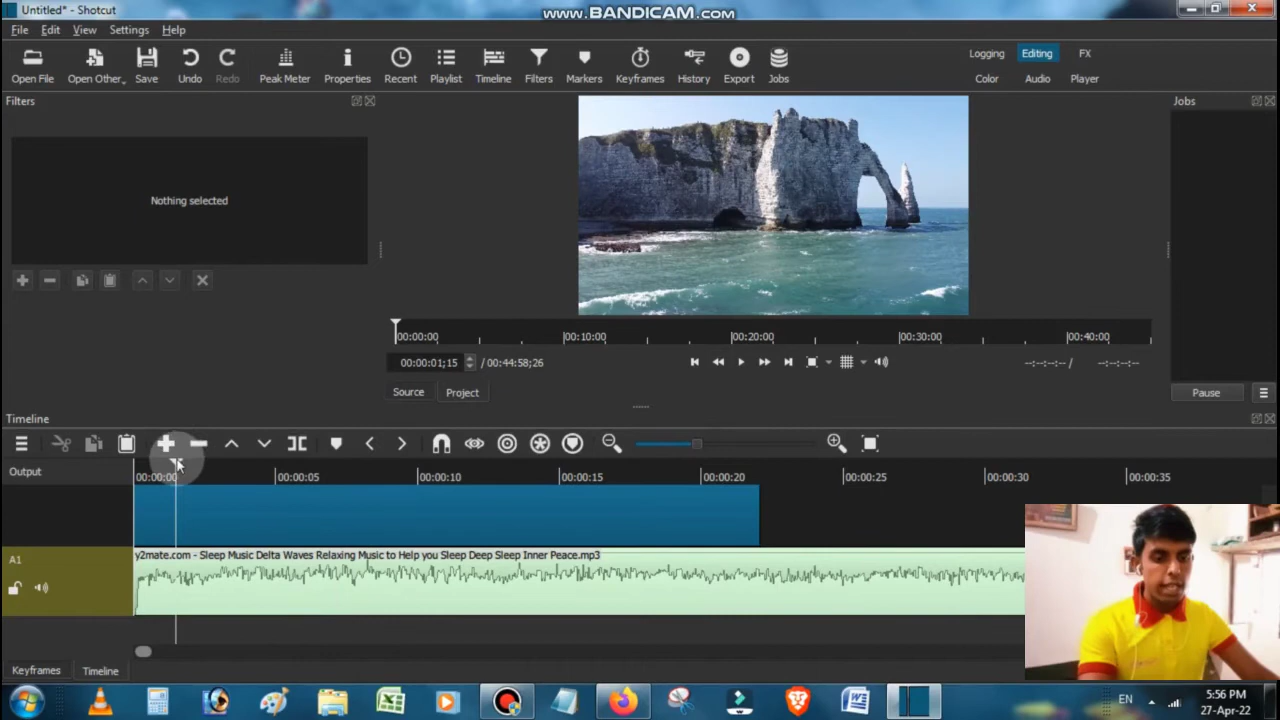 Untitled* - Shotcut
www.BANDICAM.com
File Edit View Settings Help
Open File Open Other... Save Undo Redo Peak Meter Properties Recent Playlist Timeline Filters Markers Keyframes History Export Jobs
Logging Editing FX
Color Audio Player
Filters
Jobs
Nothing selected
00:00:00 00:10:00 00:20:00 00:30:00 00:40:00
00:00:01;15 / 00:44:58;26
--:--:--:-- / --:--:--:--
Source Project
Pause
Timeline
Output
00:00:00 00:00:05 00:00:10 00:00:15 00:00:20 00:00:25 00:00:30 00:00:35
A1
y2mate.com - Sleep Music Delta Waves Relaxing Music to Help you Sleep Deep Sleep Inner Peace.mp3
Keyframes Timeline
EN
5:56 PM
27-Apr-22